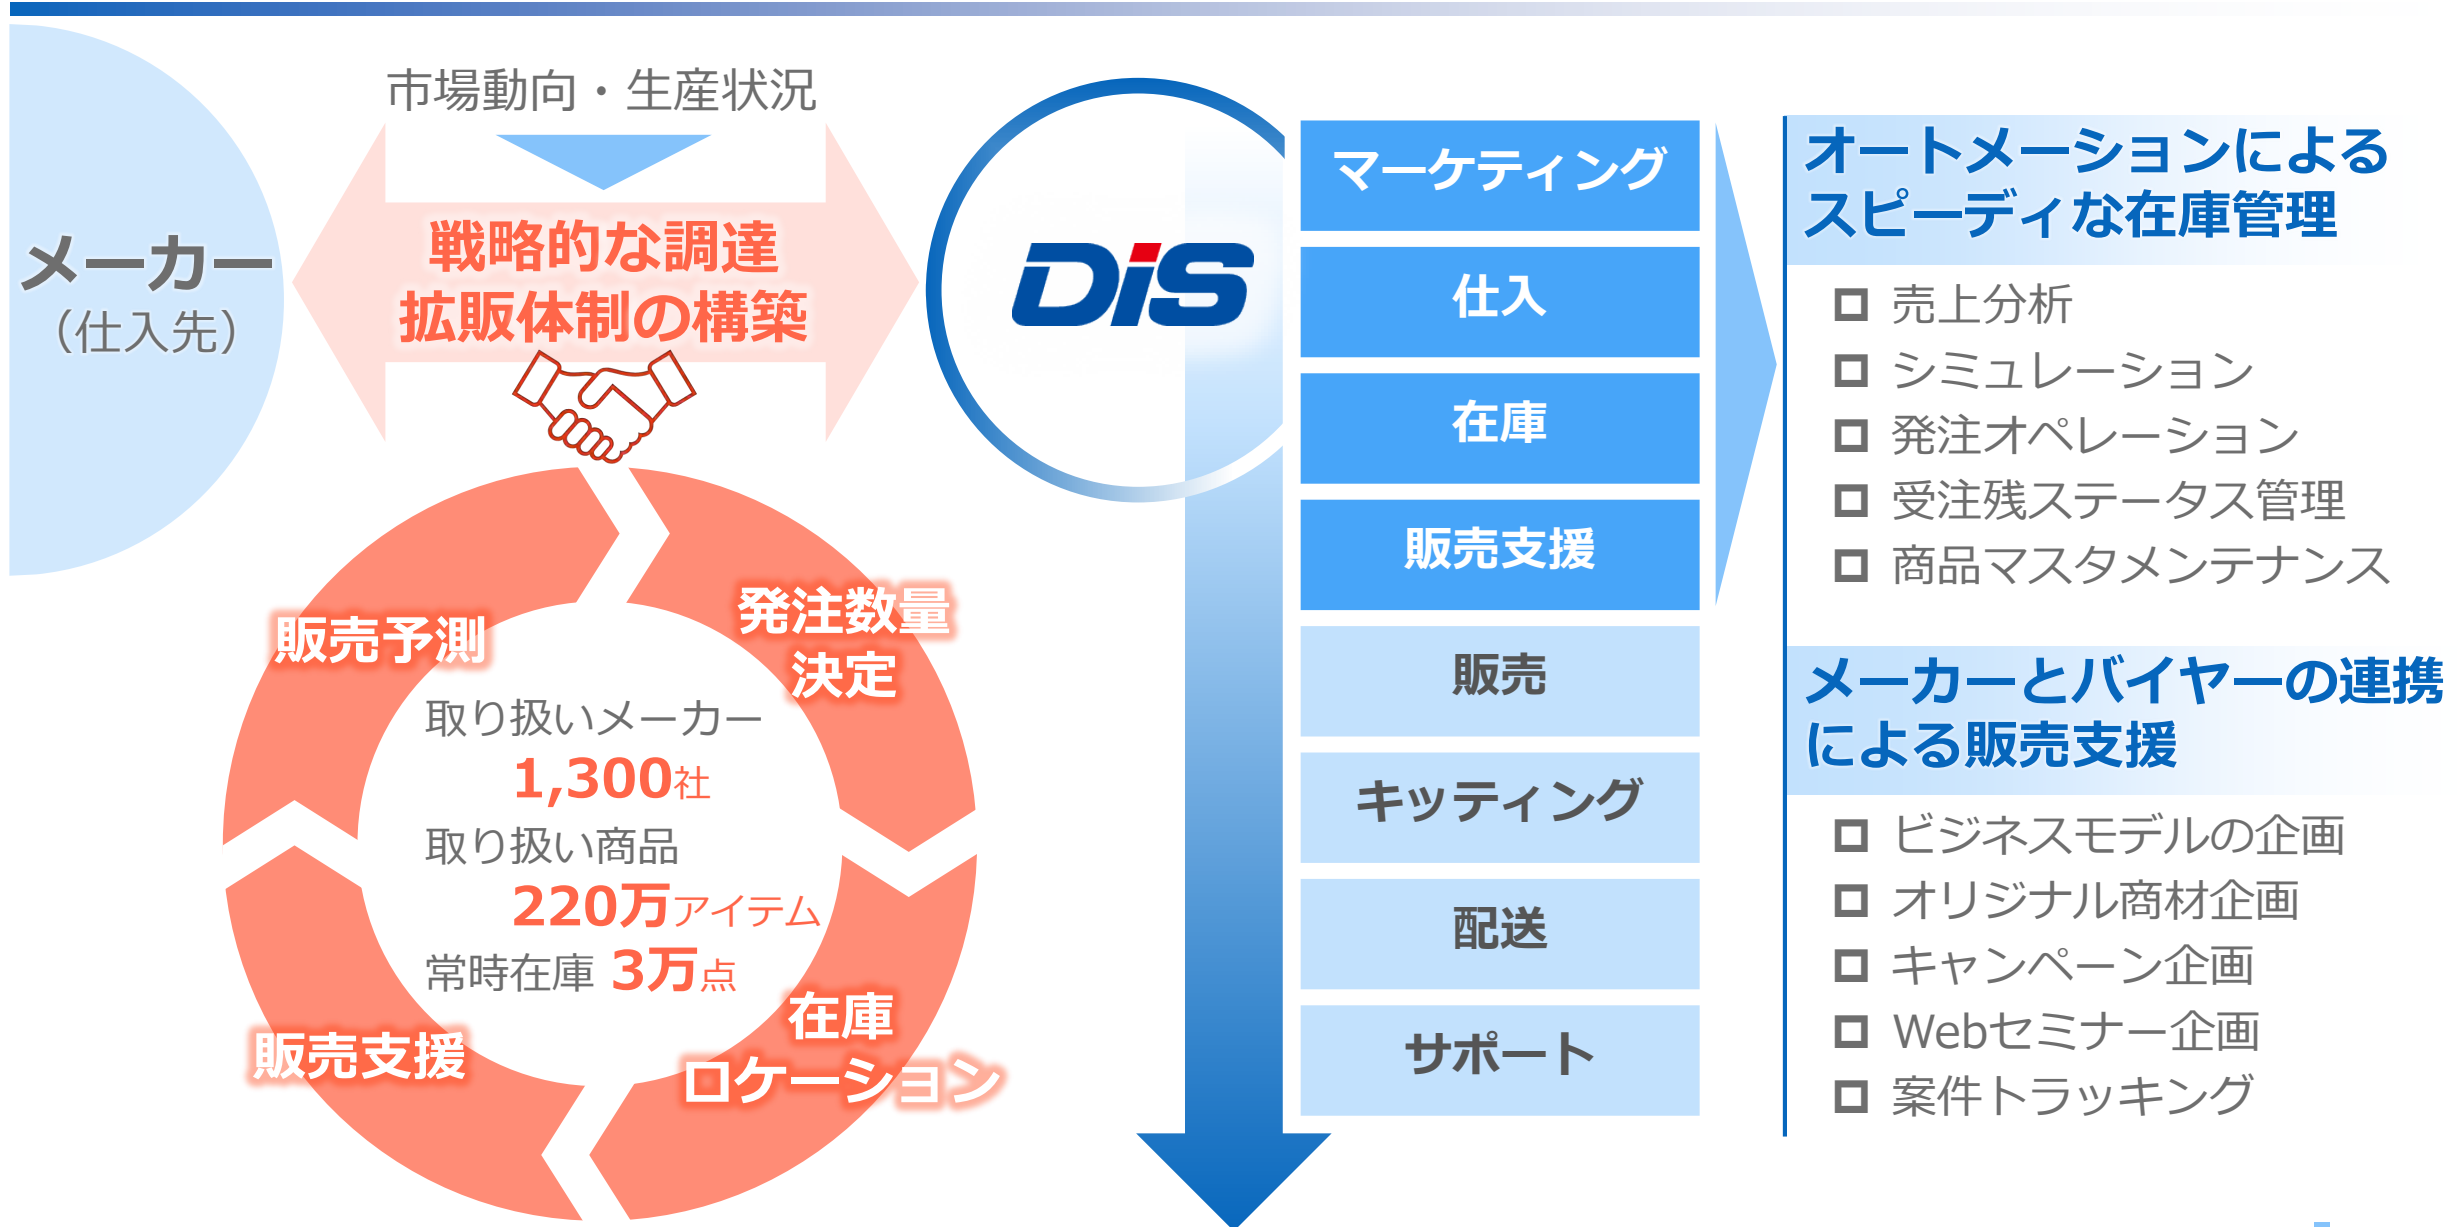 市場動向・生産状況
メーカー
（仕入先）
戦略的な調達
拡販体制の構築
DiS
販売予測
発注数量
決定
取り扱いメーカー
1,300社
取り扱い商品
220万アイテム
常時在庫 3万点
在庫
ロケーション
販売支援
マーケティング
仕入
在庫
販売支援
販売
キッティング
配送
サポート
オートメーションによる
スピーディな在庫管理
売上分析
シミュレーション
発注オペレーション
受注残ステータス管理
商品マスタメンテナンス
メーカーとバイヤーの連携
による販売支援
ビジネスモデルの企画
オリジナル商材企画
キャンペーン企画
Webセミナー企画
案件トラッキング